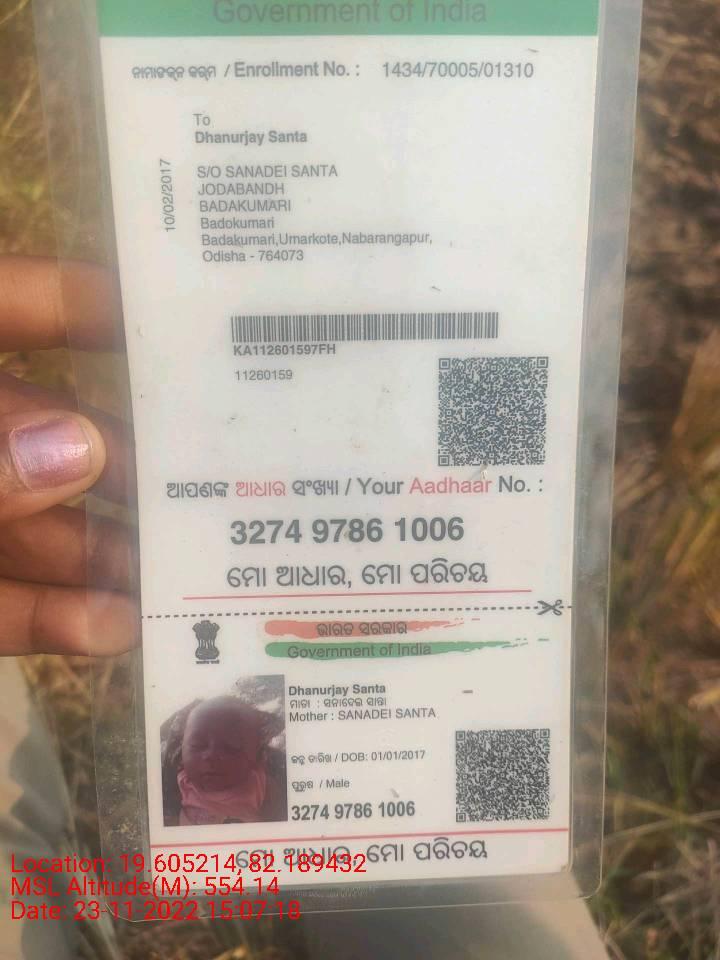 Government of India
ନାମାଙ୍କନ କ୍ରମ / Enrollment No. : 1434/70005/01310
To
Dhanurjay Santa
S/O SANADEI SANTA
JODABANDH
BADAKUMARI
Badokumari
Badakumari,Umarkote,Nabarangapur,
Odisha - 764073
10/02/2017
KA112601597FH
11260159
ଆପଣଙ୍କ ଆଧାର ସଂଖ୍ୟା / Your Aadhaar No. :
3274 9786 1006
ମୋ ଆଧାର, ମୋ ପରିଚୟ
ଭାରତ ସରକାର
Government of India
Dhanurjay Santa
ମାତା : ସନାଦେଇ ସାନ୍ତା
Mother : SANADEI SANTA
ଜନ୍ମ ତାରିଖ / DOB: 01/01/2017
ପୁରୁଷ / Male
3274 9786 1006
ମୋ ଆଧାର, ମୋ ପରିଚୟ
Location: 19.605214, 82.189432
MSL Altitude(M): 554.14
Date: 23-11-2022 15:07:18